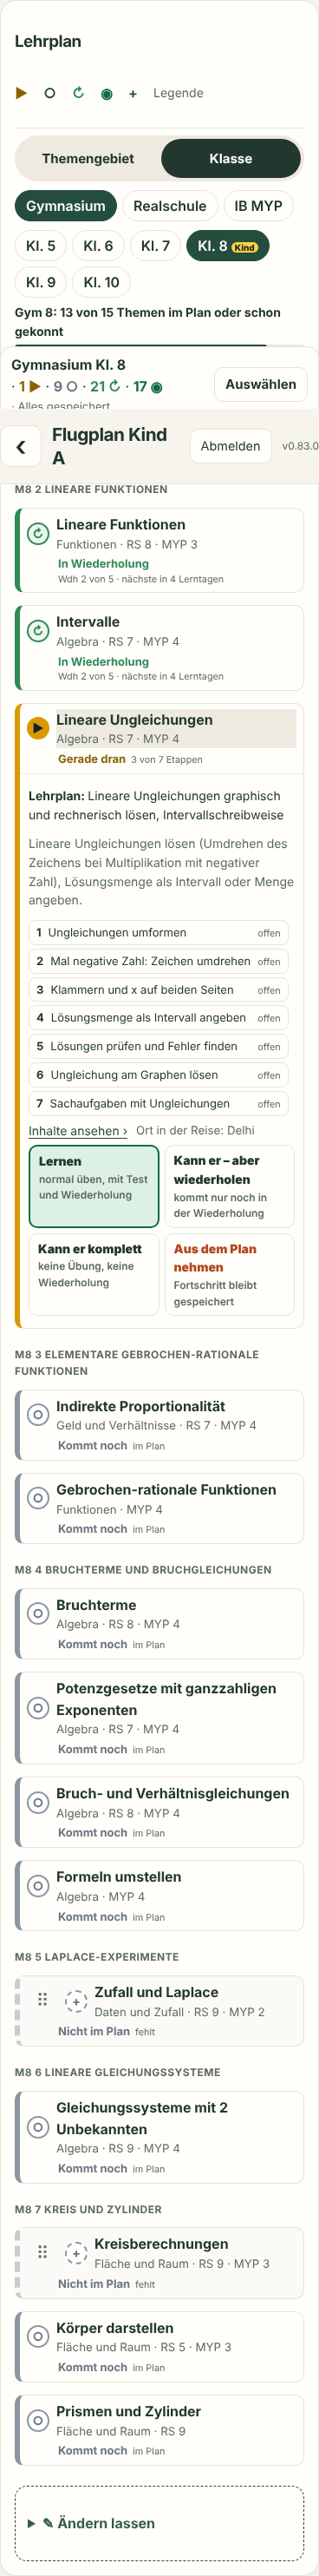 Lehrplan
Legende
Themengebiet Klasse
Gymnasium Realschule IB MYP
Kl. 5 Kl. 6 Kl. 7 Kl. 8 Kind
Kl. 9 Kl. 10
Gym 8: 13 von 15 Themen im Plan oder schon
gekonnt
Gymnasium Kl. 8
· 1 ▶ · 9 ○ · 21 ↻ · 17 ◉
Auswählen
· Alles gespeichert
‹ Flugplan Kind
A
Abmelden v0.83.0
M8 2 LINEARE FUNKTIONEN
Lineare Funktionen
Funktionen · RS 8 · MYP 3
In Wiederholung
Wdh 2 von 5 · nächste in 4 Lerntagen
Intervalle
Algebra · RS 7 · MYP 4
In Wiederholung
Wdh 2 von 5 · nächste in 4 Lerntagen
Lineare Ungleichungen
Algebra · RS 7 · MYP 4
Gerade dran 3 von 7 Etappen
Lehrplan: Lineare Ungleichungen graphisch
und rechnerisch lösen, Intervallschreibweise
Lineare Ungleichungen lösen (Umdrehen des
Zeichens bei Multiplikation mit negativer
Zahl), Lösungsmenge als Intervall oder Menge
angeben.
1 Ungleichungen umformen offen
2 Mal negative Zahl: Zeichen umdrehen offen
3 Klammern und x auf beiden Seiten offen
4 Lösungsmenge als Intervall angeben offen
5 Lösungen prüfen und Fehler finden offen
6 Ungleichung am Graphen lösen offen
7 Sachaufgaben mit Ungleichungen offen
Inhalte ansehen › Ort in der Reise: Delhi
Lernen
normal üben, mit Test
und Wiederholung
Kann er – aber
wiederholen
kommt nur noch in
der Wiederholung
Kann er komplett
keine Übung, keine
Wiederholung
Aus dem Plan
nehmen
Fortschritt bleibt
gespeichert
M8 3 ELEMENTARE GEBROCHEN-RATIONALE
FUNKTIONEN
Indirekte Proportionalität
Geld und Verhältnisse · RS 7 · MYP 4
Kommt noch im Plan
Gebrochen-rationale Funktionen
Funktionen · MYP 4
Kommt noch im Plan
M8 4 BRUCHTERME UND BRUCHGLEICHUNGEN
Bruchterme
Algebra · RS 8 · MYP 4
Kommt noch im Plan
Potenzgesetze mit ganzzahligen
Exponenten
Algebra · RS 7 · MYP 4
Kommt noch im Plan
Bruch- und Verhältnisgleichungen
Algebra · RS 8 · MYP 4
Kommt noch im Plan
Formeln umstellen
Algebra · MYP 4
Kommt noch im Plan
M8 5 LAPLACE-EXPERIMENTE
Zufall und Laplace
Daten und Zufall · RS 9 · MYP 2
Nicht im Plan fehlt
M8 6 LINEARE GLEICHUNGSSYSTEME
Gleichungssysteme mit 2
Unbekannten
Algebra · RS 9 · MYP 4
Kommt noch im Plan
M8 7 KREIS UND ZYLINDER
Kreisberechnungen
Fläche und Raum · RS 9 · MYP 3
Nicht im Plan fehlt
Körper darstellen
Fläche und Raum · RS 5 · MYP 3
Kommt noch im Plan
Prismen und Zylinder
Fläche und Raum · RS 9
Kommt noch im Plan
▶ ✎ Ändern lassen